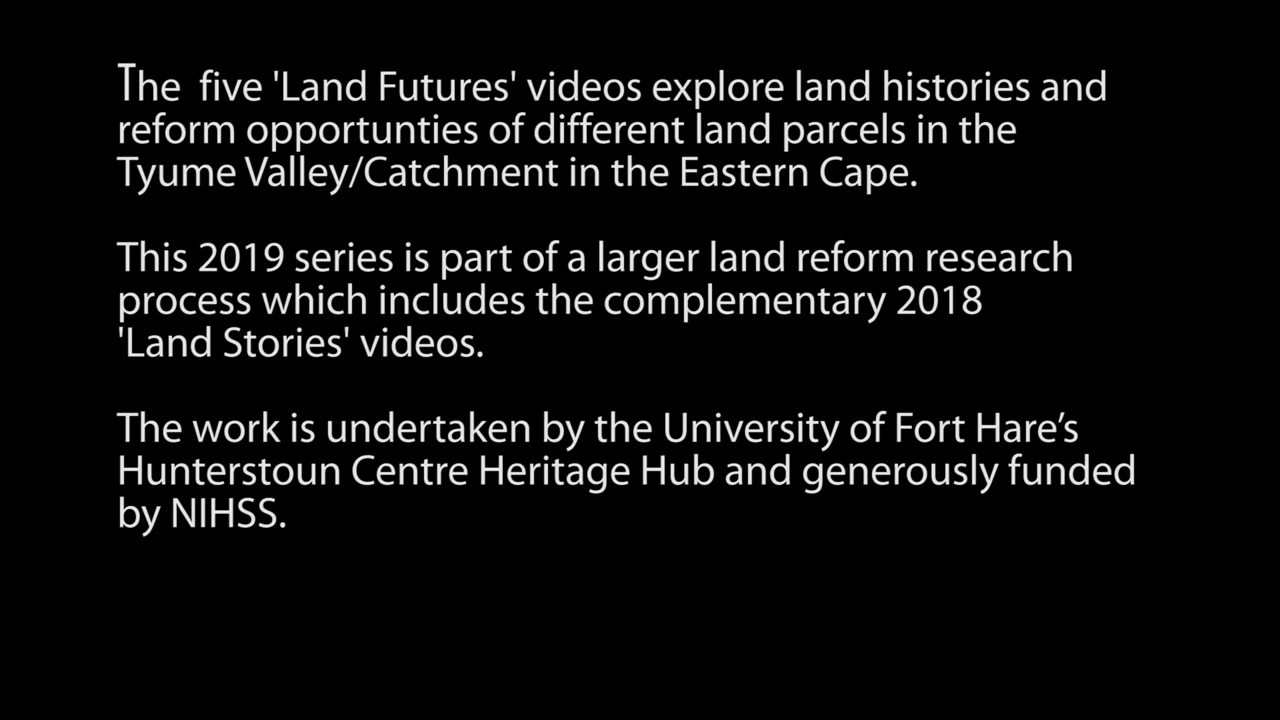 The  five 'Land Futures' videos explore land histories and
reform opportunties of different land parcels in the
Tyume Valley/Catchment in the Eastern Cape.
This 2019 series is part of a larger land reform research
process which includes the complementary 2018
'Land Stories' videos.
The work is undertaken by the University of Fort Hare’s
Hunterstoun Centre Heritage Hub and generously funded
by NIHSS.